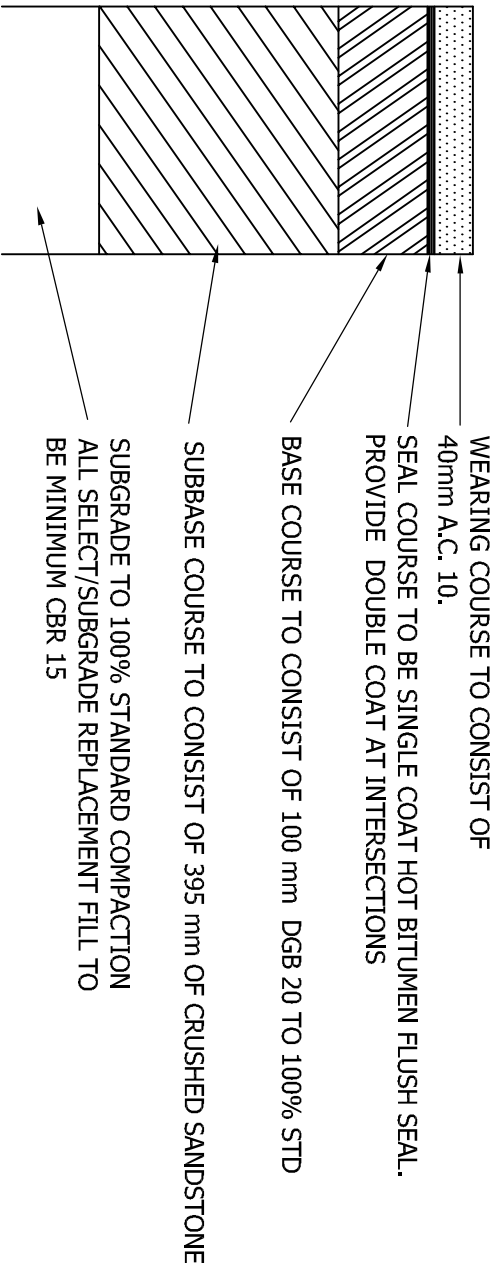 WEARING COURSE TO CONSIST OF
40mm A.C. 10.
SEAL COURSE TO BE SINGLE COAT HOT BITUMEN FLUSH SEAL.
PROVIDE DOUBLE COAT AT INTERSECTIONS
BASE COURSE TO CONSIST OF 100 mm DGB 20 TO 100% STD
SUBBASE COURSE TO CONSIST OF 395 mm OF CRUSHED SANDSTONE
SUBGRADE TO 100% STANDARD COMPACTION
ALL SELECT/SUBGRADE REPLACEMENT FILL TO
BE MINIMUM CBR 15